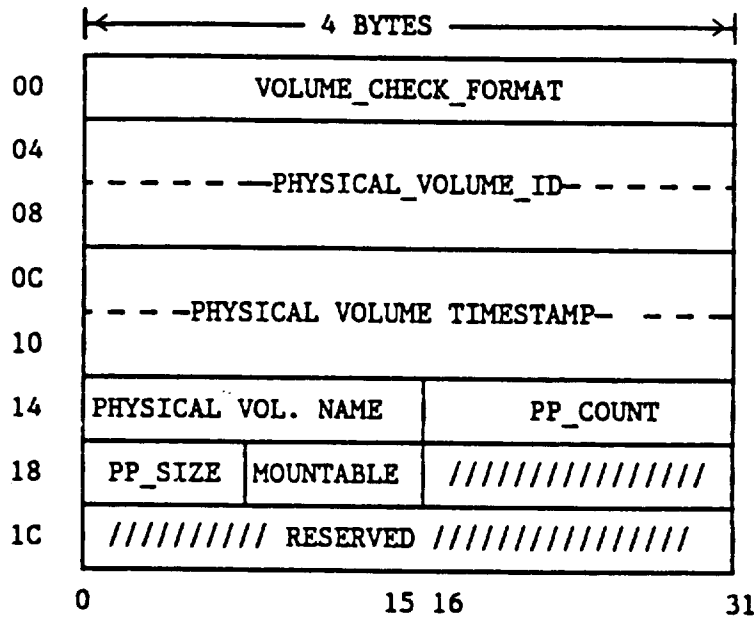 4 BYTES
00 VOLUME_CHECK_FORMAT
04
PHYSICAL_VOLUME_ID
08
0C
PHYSICAL VOLUME TIMESTAMP
10
14 PHYSICAL VOL. NAME PP_COUNT
18 PP_SIZE MOUNTABLE ////////////////
1C ////////// RESERVED ////////////////
0 15 16 31